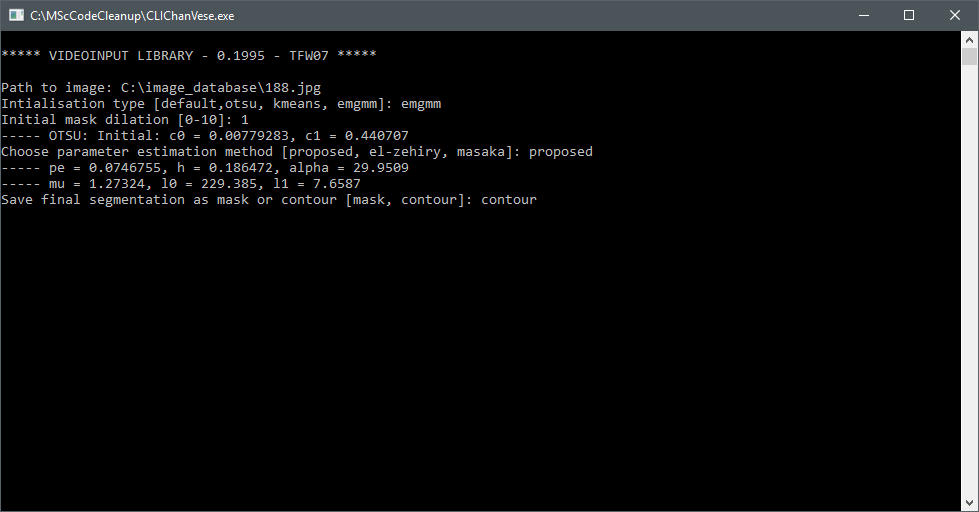 C:\MScCodeCleanup\CLIChanVese.exe
***** VIDEOINPUT LIBRARY - 0.1995 - TFW07 *****
Path to image: C:\image_database\188.jpg
Intialisation type [default,otsu, kmeans, emgmm]: emgmm
Initial mask dilation [0-10]: 1
----- OTSU: Initial: c0 = 0.00779283, c1 = 0.440707
Choose parameter estimation method [proposed, el-zehiry, masaka]: proposed
----- pe = 0.0746755, h = 0.186472, alpha = 29.9509
----- mu = 1.27324, l0 = 229.385, l1 = 7.6587
Save final segmentation as mask or contour [mask, contour]: contour